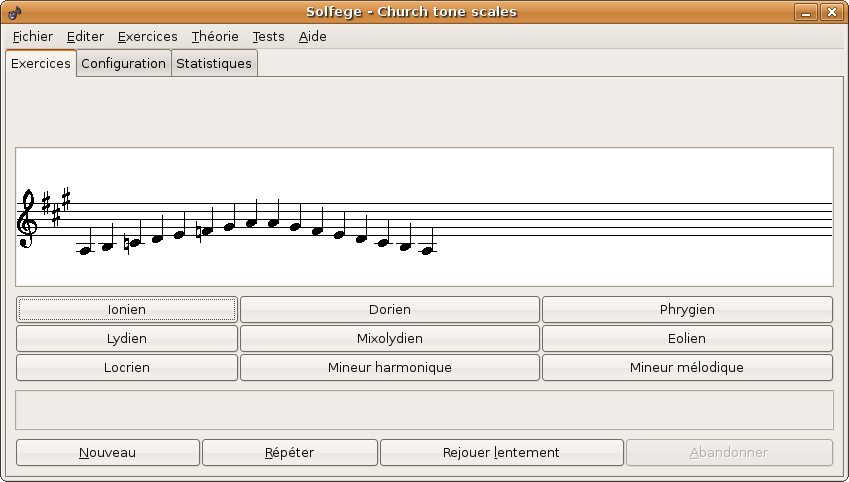 Solfege - Church tone scales
Fichier Editer Exercices Théorie Tests Aide
Exercices Configuration Statistiques
Ionien Dorien Phrygien
Lydien Mixolydien Eolien
Locrien Mineur harmonique Mineur mélodique
Nouveau Répéter Rejouer lentement Abandonner